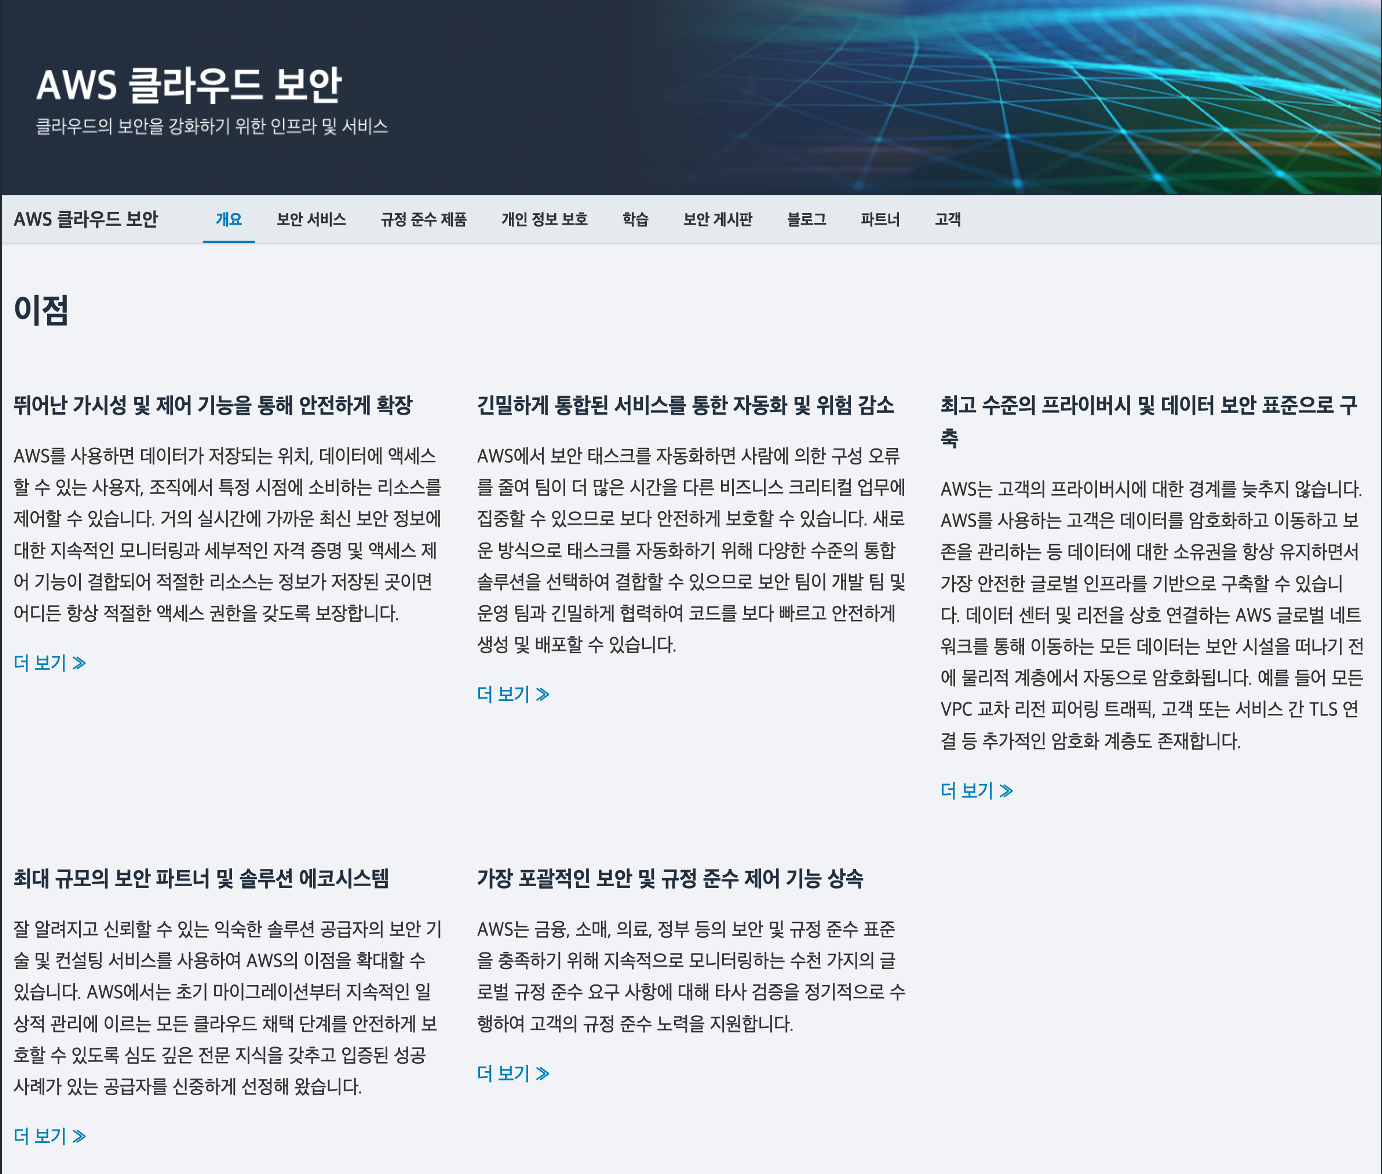 AWS 클라우드 보안
클라우드의 보안을 강화하기 위한 인프라 및 서비스
AWS 클라우드 보안 개요 보안 서비스 규정 준수 제품 개인 정보 보호 학습 보안 게시판 블로그 파트너 고객
이점
뛰어난 가시성 및 제어 기능을 통해 안전하게 확장
AWS를 사용하면 데이터가 저장되는 위치, 데이터에 액세스
할 수 있는 사용자, 조직에서 특정 시점에 소비하는 리소스를
제어할 수 있습니다. 거의 실시간에 가까운 최신 보안 정보에
대한 지속적인 모니터링과 세부적인 자격 증명 및 액세스 제
어 기능이 결합되어 적절한 리소스는 정보가 저장된 곳이면
어디든 항상 적절한 액세스 권한을 갖도록 보장합니다.
더 보기 ≫
긴밀하게 통합된 서비스를 통한 자동화 및 위험 감소
AWS에서 보안 태스크를 자동화하면 사람에 의한 구성 오류
를 줄여 팀이 더 많은 시간을 다른 비즈니스 크리티컬 업무에
집중할 수 있으므로 보다 안전하게 보호할 수 있습니다. 새로
운 방식으로 태스크를 자동화하기 위해 다양한 수준의 통합
솔루션을 선택하여 결합할 수 있으므로 보안 팀이 개발 팀 및
운영 팀과 긴밀하게 협력하여 코드를 보다 빠르고 안전하게
생성 및 배포할 수 있습니다.
더 보기 ≫
최고 수준의 프라이버시 및 데이터 보안 표준으로 구
축
AWS는 고객의 프라이버시에 대한 경계를 늦추지 않습니다.
AWS를 사용하는 고객은 데이터를 암호화하고 이동하고 보
존을 관리하는 등 데이터에 대한 소유권을 항상 유지하면서
가장 안전한 글로벌 인프라를 기반으로 구축할 수 있습니
다. 데이터 센터 및 리전을 상호 연결하는 AWS 글로벌 네트
워크를 통해 이동하는 모든 데이터는 보안 시설을 떠나기 전
에 물리적 계층에서 자동으로 암호화됩니다. 예를 들어 모든
VPC 교차 리전 피어링 트래픽, 고객 또는 서비스 간 TLS 연
결 등 추가적인 암호화 계층도 존재합니다.
더 보기 ≫
최대 규모의 보안 파트너 및 솔루션 에코시스템
잘 알려지고 신뢰할 수 있는 익숙한 솔루션 공급자의 보안 기
술 및 컨설팅 서비스를 사용하여 AWS의 이점을 확대할 수
있습니다. AWS에서는 초기 마이그레이션부터 지속적인 일
상적 관리에 이르는 모든 클라우드 채택 단계를 안전하게 보
호할 수 있도록 심도 깊은 전문 지식을 갖추고 입증된 성공
사례가 있는 공급자를 신중하게 선정해 왔습니다.
더 보기 ≫
가장 포괄적인 보안 및 규정 준수 제어 기능 상속
AWS는 금융, 소매, 의료, 정부 등의 보안 및 규정 준수 표준
을 충족하기 위해 지속적으로 모니터링하는 수천 가지의 글
로벌 규정 준수 요구 사항에 대해 타사 검증을 정기적으로 수
행하여 고객의 규정 준수 노력을 지원합니다.
더 보기 ≫